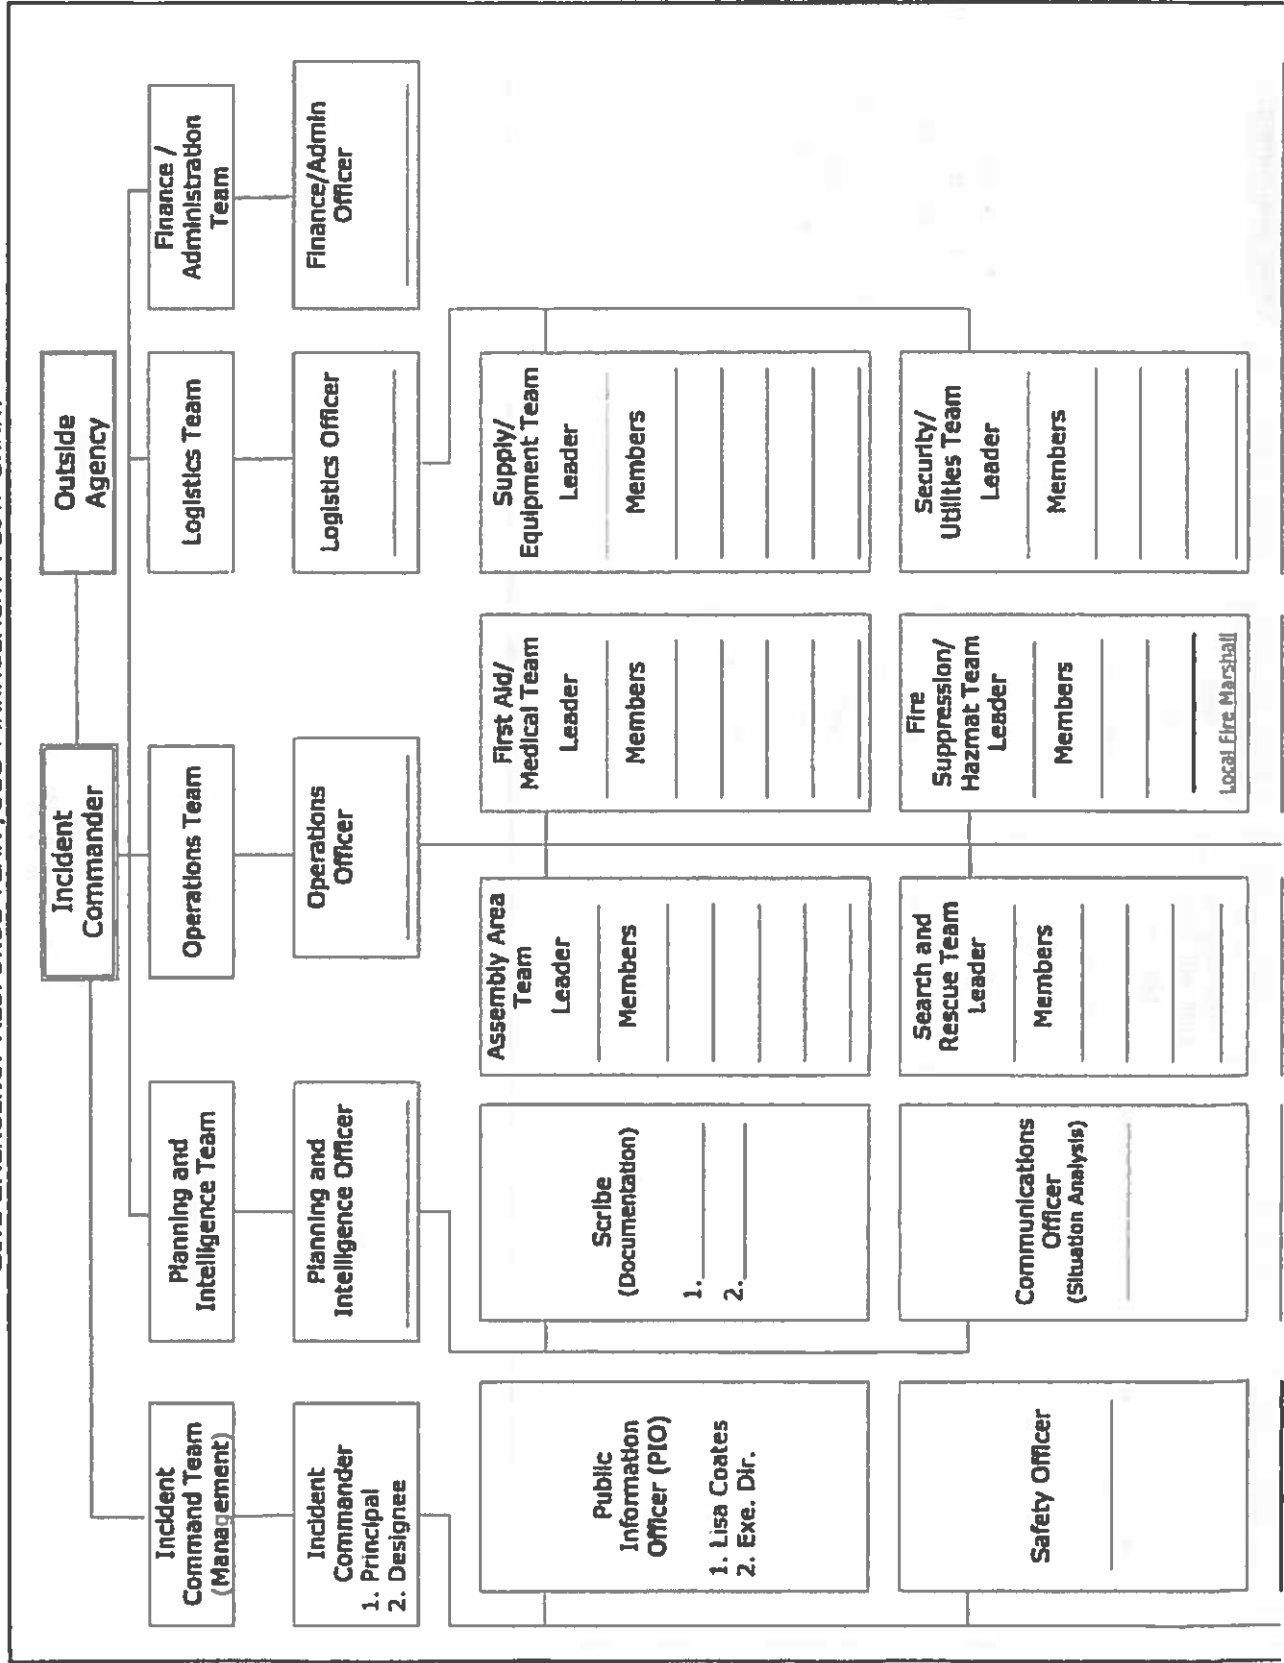 Incident
Commander
Outside
Agency
Incident
Command Team
(Management)
Planning and
Intelligence Team
Operations Team
Logistics Team
Finance /
Administration
Team
Incident
Commander
1. Principal
2. Designee
Planning and
Intelligence Officer
Operations
Officer
Logistics Officer
Finance/Admin
Officer
Public
Information
Officer (PIO)
1. Lisa Coates
2. Exe. Dir.
Scribe
(Documentation)
1.
2.
Assembly Area
Team
Leader
Members
First Aid/
Medical Team
Leader
Members
Supply/
Equipment Team
Leader
Members
Safety Officer
Communications
Officer
(Situation Analysis)
Search and
Rescue Team
Leader
Members
Fire
Suppression/
Hazmat Team
Leader
Members
Local Fire Marshall
Security/
Utilities Team
Leader
Members